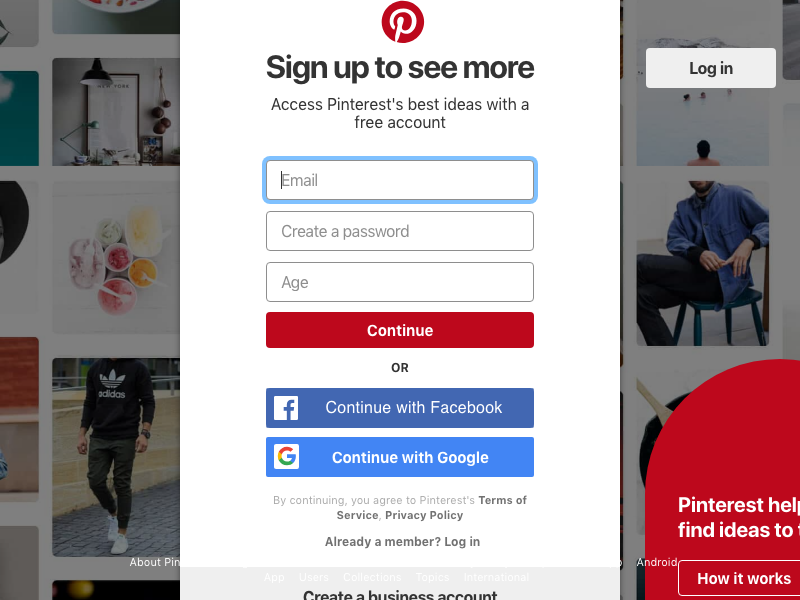 Sign up to see more
Log in
Access Pinterest's best ideas with a
free account
NEW YORK
Email
Create a password
Age
Continue
OR
adidas
Continue with Facebook
Continue with Google
By continuing, you agree to Pinterest's Terms of
Service, Privacy Policy
Already a member? Log in
Pinterest help
find ideas to t
About Pin
Android
App Users Collections Topics International
How it works
Create a business account